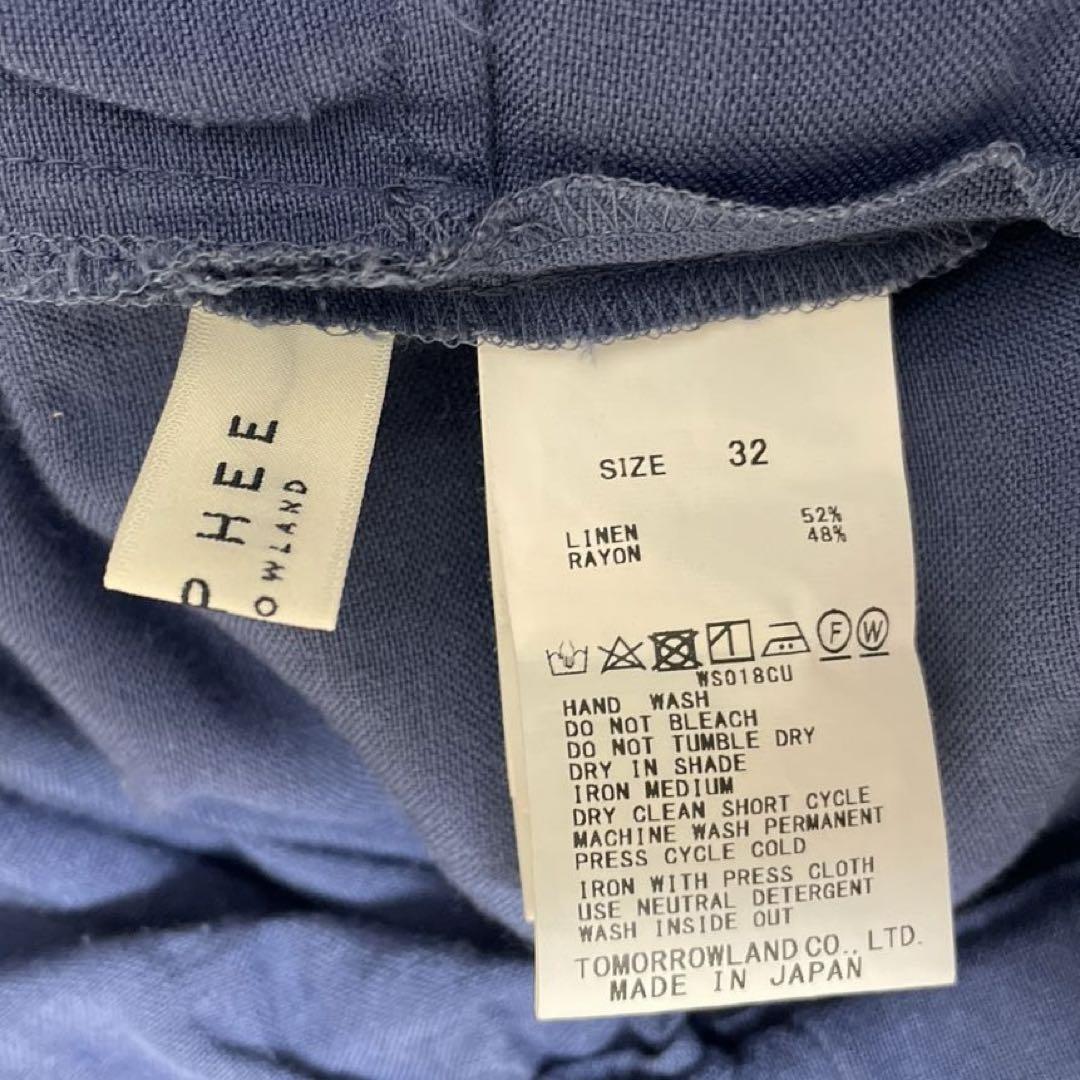 HEE
OWLAND
SIZE 32
LINEN 52%
RAYON 48%
F W
WS018CU
HAND WASH
DO NOT BLEACH
DO NOT TUMBLE DRY
DRY IN SHADE
IRON MEDIUM
DRY CLEAN SHORT CYCLE
MACHINE WASH PERMANENT
PRESS CYCLE COLD
IRON WITH PRESS CLOTH
USE NEUTRAL DETERGENT
WASH INSIDE OUT
TOMORROWLAND CO., LTD.
MADE IN JAPAN